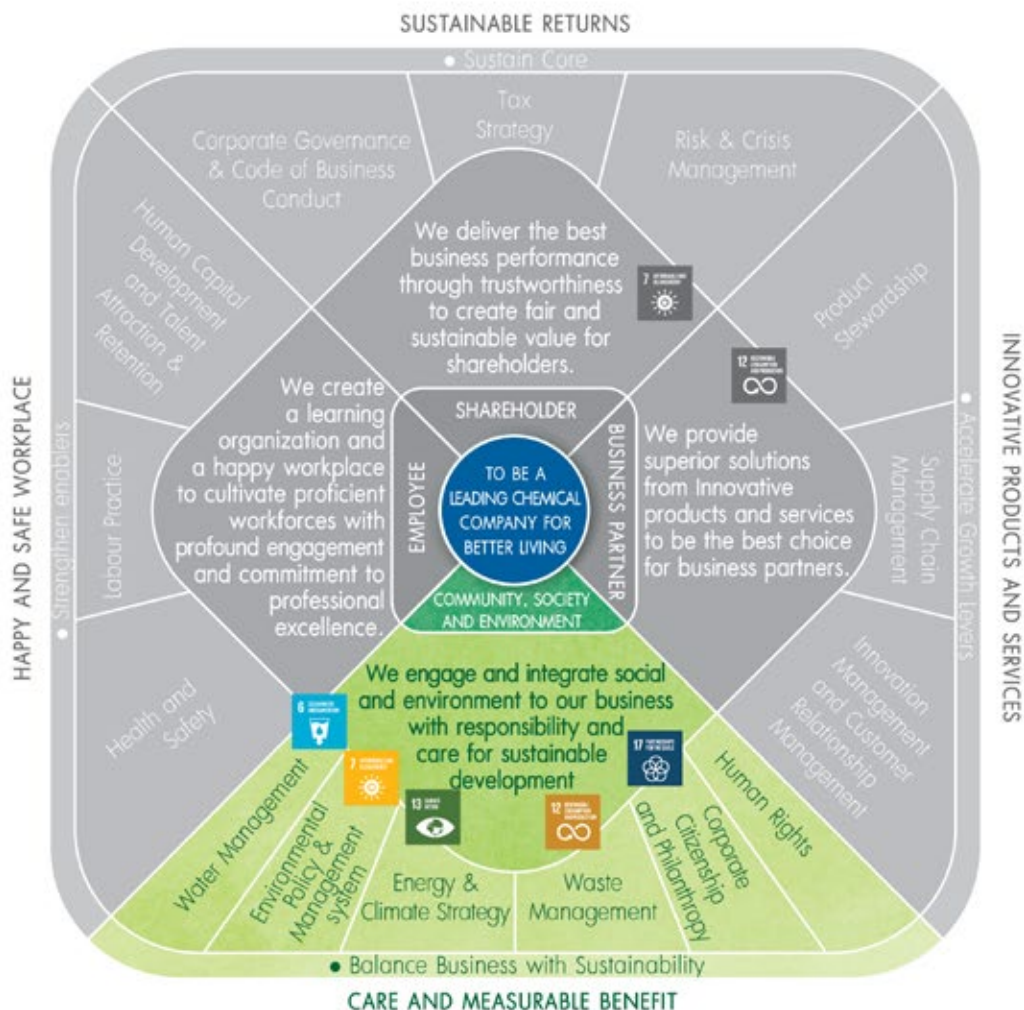 SUSTAINABLE RETURNS
• Sustain Core
Corporate Governance
& Code of Business
Conduct
Tax
Strategy
Risk & Crisis
Management
Human Capital
Development
and Talent
Attraction &
Retention
Product
Stewardship
We deliver the best
business performance
through trustworthiness
to create fair and
sustainable value for
shareholders.
7
12
HAPPY AND SAFE WORKPLACE
• Strengthen enablers
Labour Practice
Health and
Safety
We create
a learning
organization and
a happy workplace
to cultivate proficient
workforces with
profound engagement
and commitment to
professional
excellence.
SHAREHOLDER
EMPLOYEE
TO BE A
LEADING CHEMICAL
COMPANY FOR
BETTER LIVING
BUSINESS PARTNER
COMMUNITY, SOCIETY
AND ENVIRONMENT
We provide
superior solutions
from Innovative
products and services
to be the best choice
for business partners.
Supply Chain
Management
Innovation
Management
and Customer
Relationship
Management
• Accelerate Growth Levers
INNOVATIVE PRODUCTS AND SERVICES
We engage and integrate social
and environment to our business
with responsibility and
care for sustainable
development
6
7
13
12
17
Water Management
Environmental
Policy &
Management
system
Energy &
Climate Strategy
Waste
Management
Corporate
Citizenship
and Philanthropy
Human Rights
• Balance Business with Sustainability
CARE AND MEASURABLE BENEFIT